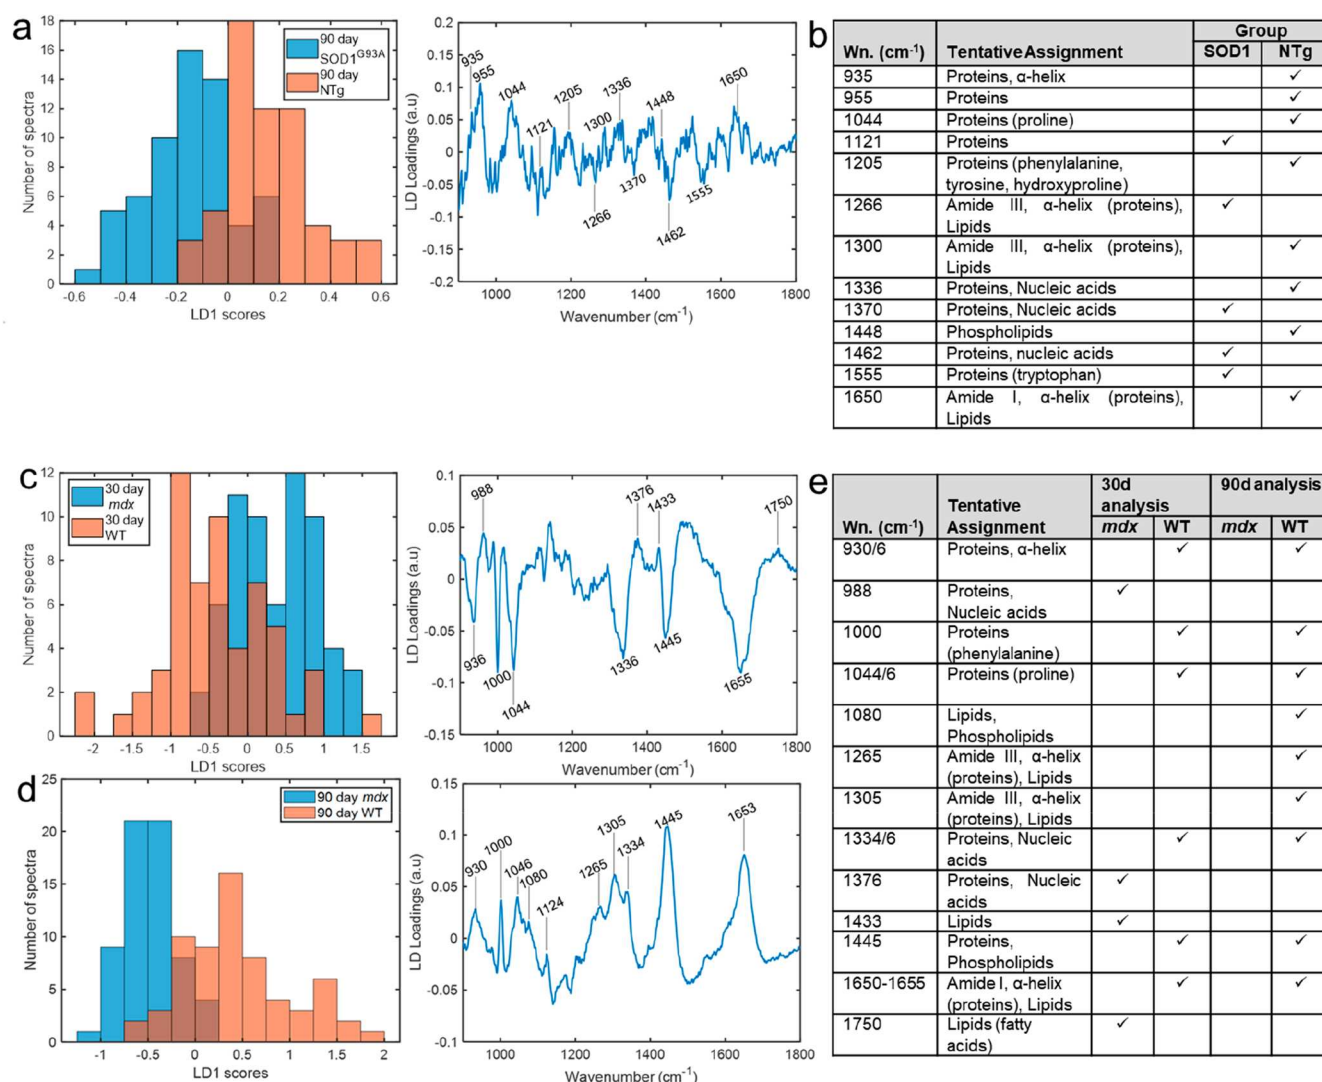 a
18
16
14
12
10
8
6
4
2
0
Number of spectra
90 day
SOD1G93A
90 day
NTg
-0.6
-0.4
-0.2
0
0.2
0.4
0.6
LD1 scores
0.2
0.15
0.1
0.05
0
-0.05
-0.1
-0.15
-0.2
LD Loadings (a.u)
935
955
1044
1121
1205
1300
1336
1448
1650
1266
1370
1462
1555
1000
1200
1400
1600
1800
Wavenumber (cm-1)
b
Wn. (cm-1) Tentative Assignment Group
SOD1 NTg
935 Proteins, α-helix ✓
955 Proteins ✓
1044 Proteins (proline) ✓
1121 Proteins ✓
1205 Proteins (phenylalanine, ✓
tyrosine, hydroxyproline)
1266 Amide III, α-helix (proteins), ✓
Lipids
1300 Amide III, α-helix (proteins), ✓
Lipids
1336 Proteins, Nucleic acids ✓
1370 Proteins, Nucleic acids ✓
1448 Phospholipids ✓
1462 Proteins, nucleic acids ✓
1555 Proteins (tryptophan) ✓
1650 Amide I, α-helix (proteins), ✓
Lipids
c
12
10
8
6
4
2
0
Number of spectra
30 day
mdx
30 day
WT
-2
-1.5
-1
-0.5
0
0.5
1
1.5
LD1 scores
0.1
0.05
0
-0.05
-0.1
-0.15
LD Loadings (a.u)
988
1376
1433
1750
936
1000
1044
1336
1445
1655
1000
1200
1400
1600
1800
Wavenumber (cm-1)
d
25
20
15
10
5
0
Number of spectra
90 day mdx
90 day WT
-1
-0.5
0
0.5
1
1.5
2
LD1 scores
0.15
0.1
0.05
0
-0.05
-0.1
LD Loadings (a.u)
930
1000
1046
1080
1124
1265
1305
1334
1445
1653
1000
1200
1400
1600
1800
Wavenumber (cm-1)
e
Wn. (cm-1) Tentative Assignment 30d analysis 90d analysis
mdx WT mdx WT
930/6 Proteins, α-helix ✓ ✓
988 Proteins, ✓
Nucleic acids
1000 Proteins ✓ ✓
(phenylalanine)
1044/6 Proteins (proline) ✓ ✓
1080 Lipids, ✓
Phospholipids
1265 Amide III, α-helix ✓
(proteins), Lipids
1305 Amide III, α-helix ✓
(proteins), Lipids
1334/6 Proteins, Nucleic ✓ ✓
acids
1376 Proteins, Nucleic ✓
acids
1433 Lipids ✓
1445 Proteins, ✓ ✓
Phospholipids
1650-1655 Amide I, α-helix ✓ ✓
(proteins), Lipids
1750 Lipids (fatty ✓
acids)